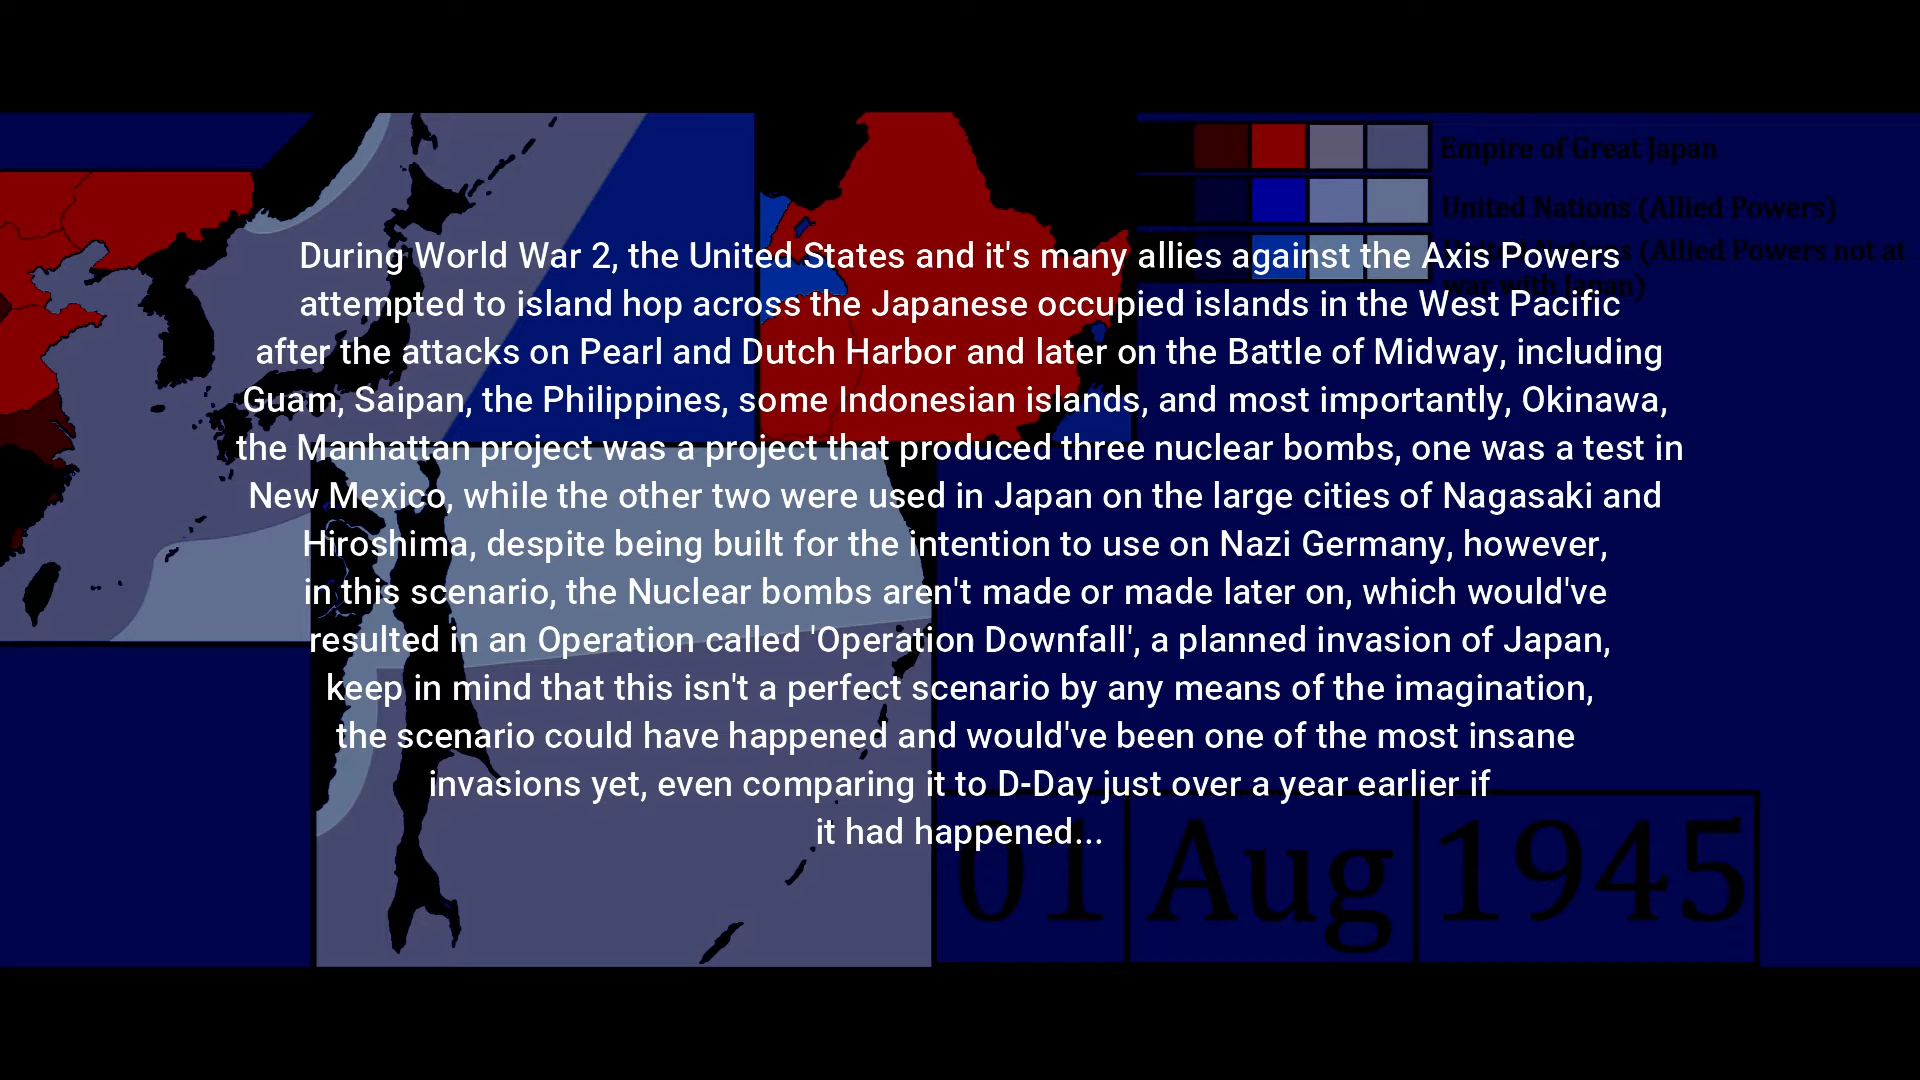 Empire of Great Japan
United Nations (Allied Powers)
United Nations (Allied Powers not at
war with Japan)
During World War 2, the United States and it's many allies against the Axis Powers
attempted to island hop across the Japanese occupied islands in the West Pacific
after the attacks on Pearl and Dutch Harbor and later on the Battle of Midway, including
Guam, Saipan, the Philippines, some Indonesian islands, and most importantly, Okinawa,
the Manhattan project was a project that produced three nuclear bombs, one was a test in
New Mexico, while the other two were used in Japan on the large cities of Nagasaki and
Hiroshima, despite being built for the intention to use on Nazi Germany, however,
in this scenario, the Nuclear bombs aren't made or made later on, which would've
resulted in an Operation called 'Operation Downfall', a planned invasion of Japan,
keep in mind that this isn't a perfect scenario by any means of the imagination,
the scenario could have happened and would've been one of the most insane
invasions yet, even comparing it to D-Day just over a year earlier if
it had happened...
01 Aug 1945